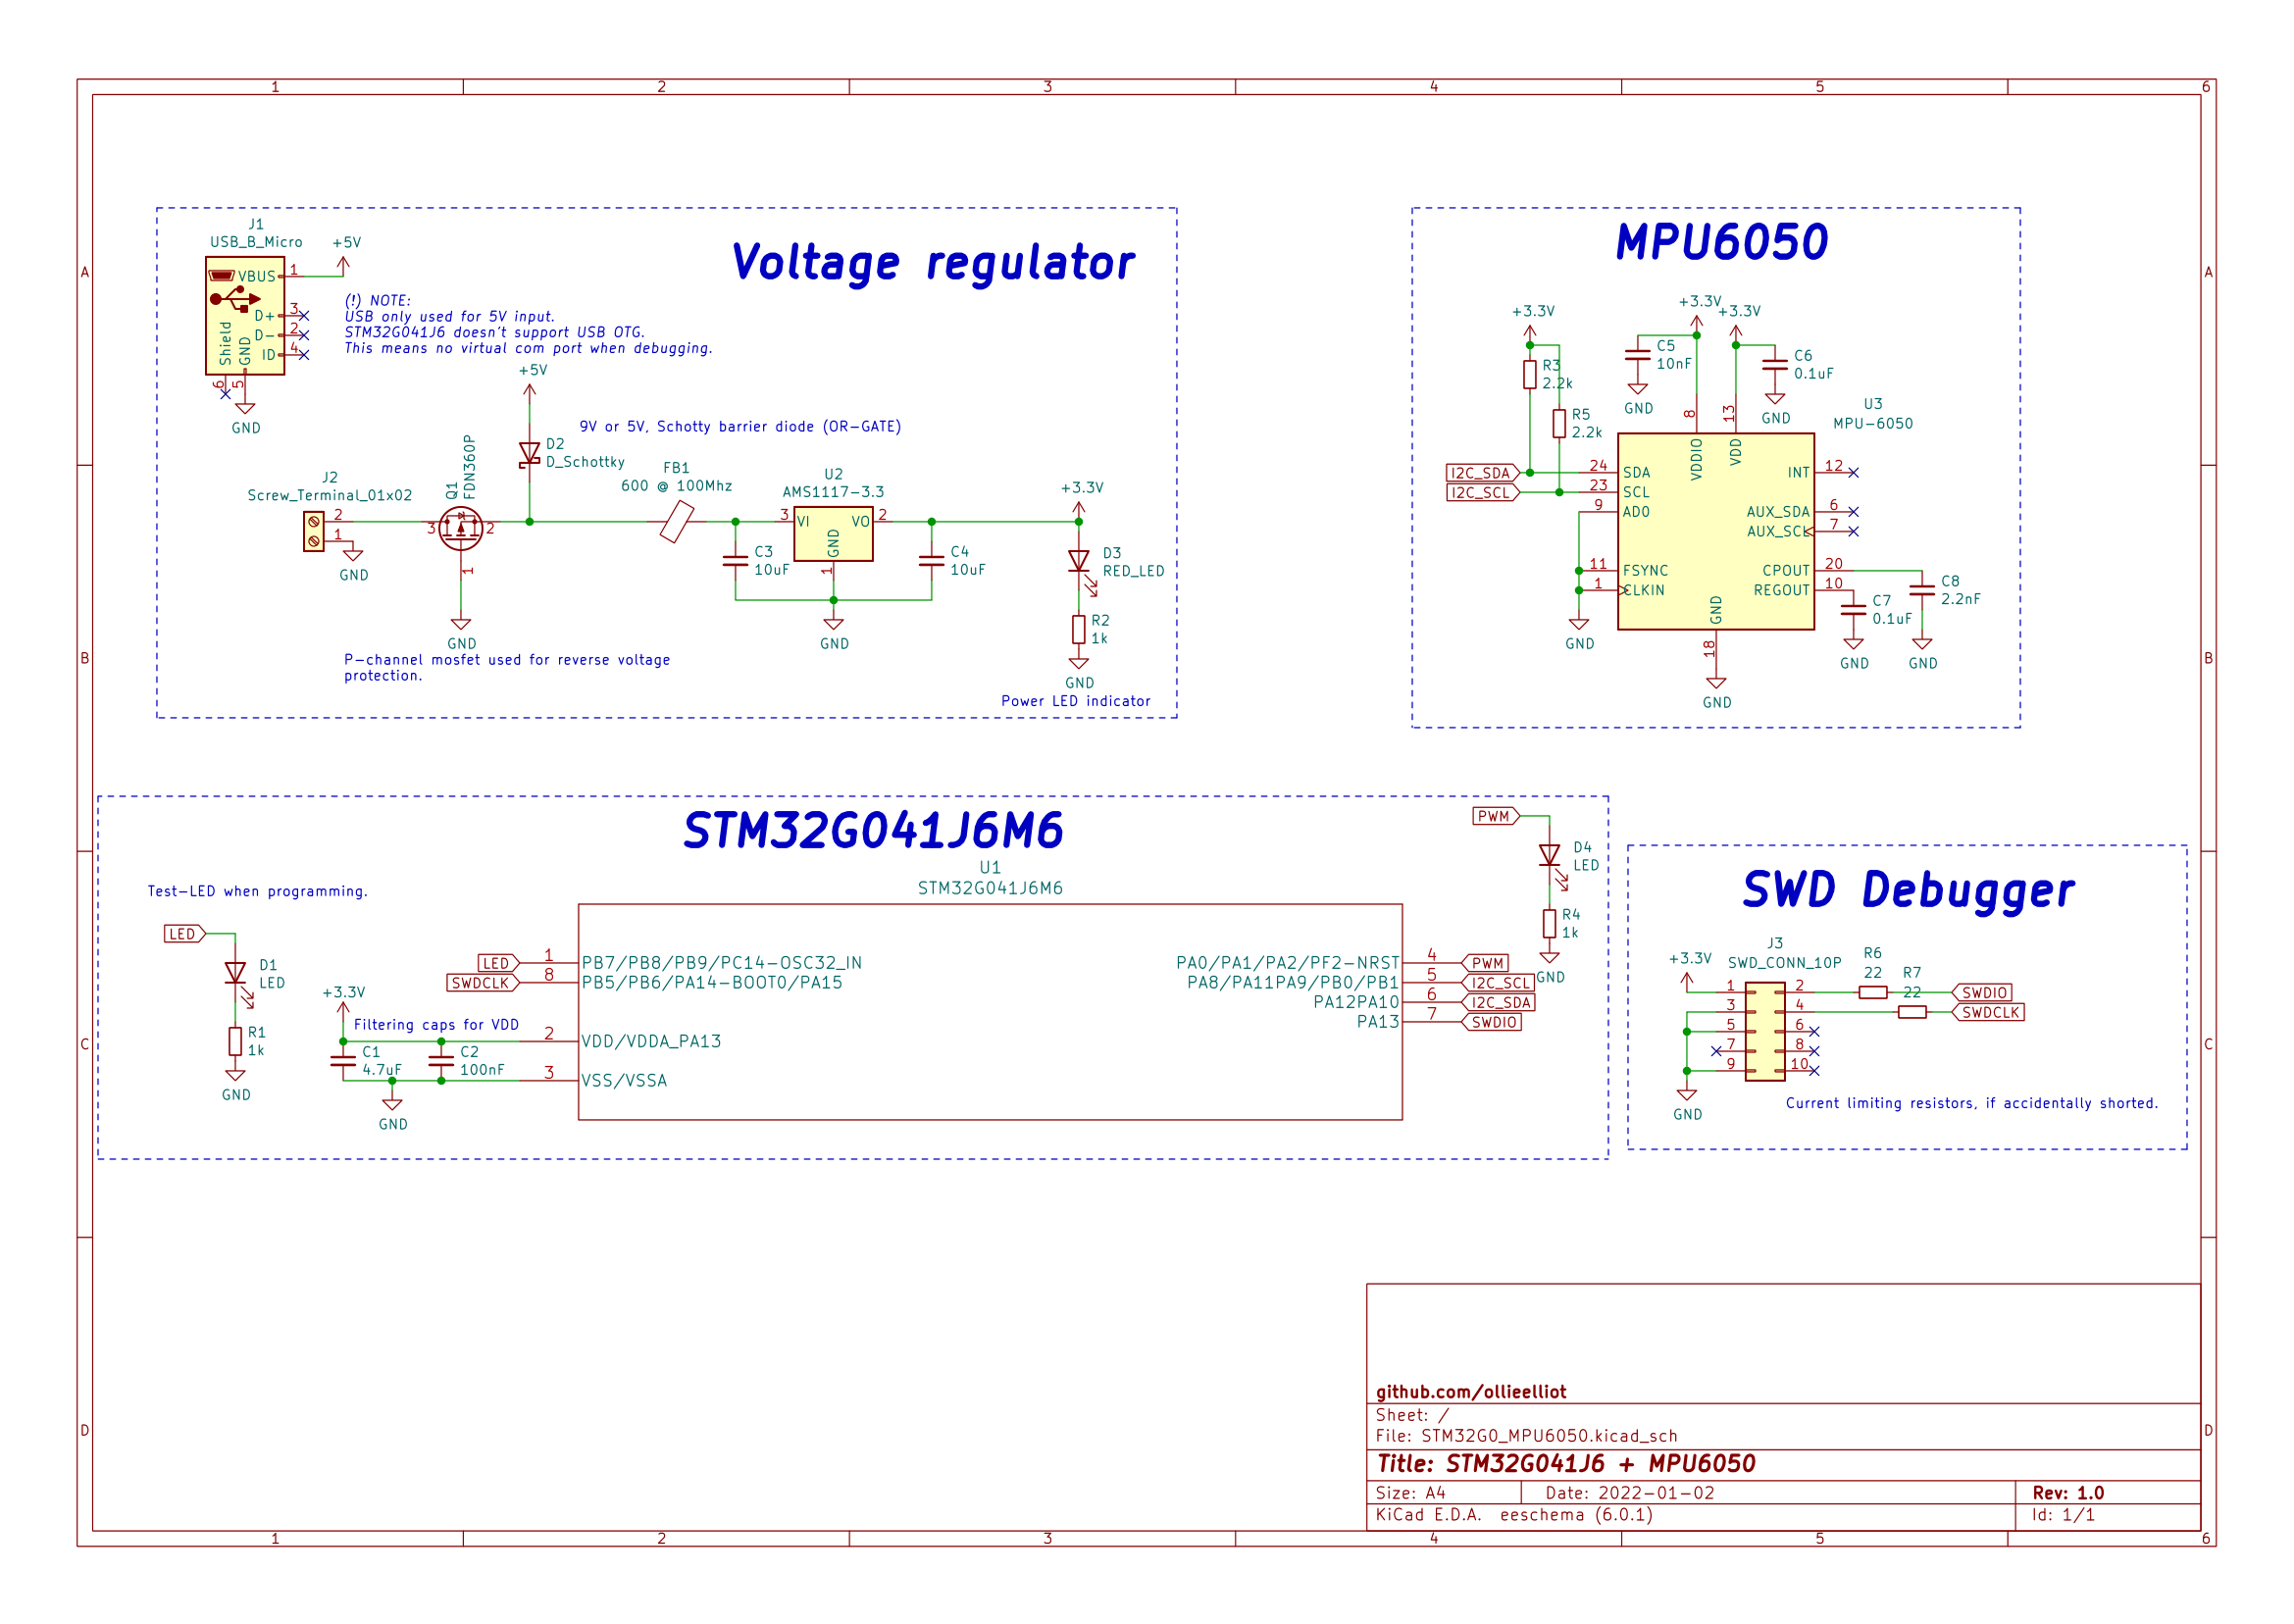 1 2 3 4 5 6
A
B
C
D
A
B
C
D
J1
USB_B_Micro
VBUS 1
D+ 3
D- 2
ID 4
Shield
GND
6 5
GND
+5V
(!) NOTE:
USB only used for 5V input.
STM32G041J6 doesn't support USB OTG.
This means no virtual com port when debugging.
Voltage regulator
+5V
9V or 5V, Schotty barrier diode (OR-GATE)
D2
D_Schottky
J2
Screw_Terminal_01x02
2
1
GND
Q1
FDN360P
3 2
1
GND
P-channel mosfet used for reverse voltage
protection.
FB1
600 @ 100Mhz
C3
10uF
U2
AMS1117-3.3
3 VI VO 2
GND
1
GND
C4
10uF
+3.3V
D3
RED_LED
R2
1k
GND
Power LED indicator
MPU6050
+3.3V
R3
2.2k
R5
2.2k
+3.3V
+3.3V
C5
10nF
GND
C6
0.1uF
GND
U3
MPU-6050
8 13
VDDIO VDD
I2C_SDA 24 SDA
I2C_SCL 23 SCL
9 AD0
11 FSYNC
1 CLKIN
GND
INT 12
AUX_SDA 6
AUX_SCL 7
CPOUT 20
REGOUT 10
GND
18
GND
C7
0.1uF
GND
C8
2.2nF
GND
STM32G041J6M6
U1
STM32G041J6M6
Test-LED when programming.
LED
D1
LED
R1
1k
GND
+3.3V
Filtering caps for VDD
C1
4.7uF
C2
100nF
GND
LED 1 PB7/PB8/PB9/PC14-OSC32_IN
SWDCLK 8 PB5/PB6/PA14-BOOT0/PA15
2 VDD/VDDA_PA13
3 VSS/VSSA
PA0/PA1/PA2/PF2-NRST 4 PWM
PA8/PA11PA9/PB0/PB1 5 I2C_SCL
PA12PA10 6 I2C_SDA
PA13 7 SWDIO
PWM
D4
LED
R4
1k
GND
SWD Debugger
J3
SWD_CONN_10P
+3.3V
1 2
3 4
5 6
7 8
9 10
GND
R6
22
R7
22
SWDIO
SWDCLK
Current limiting resistors, if accidentally shorted.
github.com/ollieelliot
Sheet: /
File: STM32G0_MPU6050.kicad_sch
Title: STM32G041J6 + MPU6050
Size: A4 Date: 2022-01-02 Rev: 1.0
KiCad E.D.A. eeschema (6.0.1) Id: 1/1
1 2 3 4 5 6